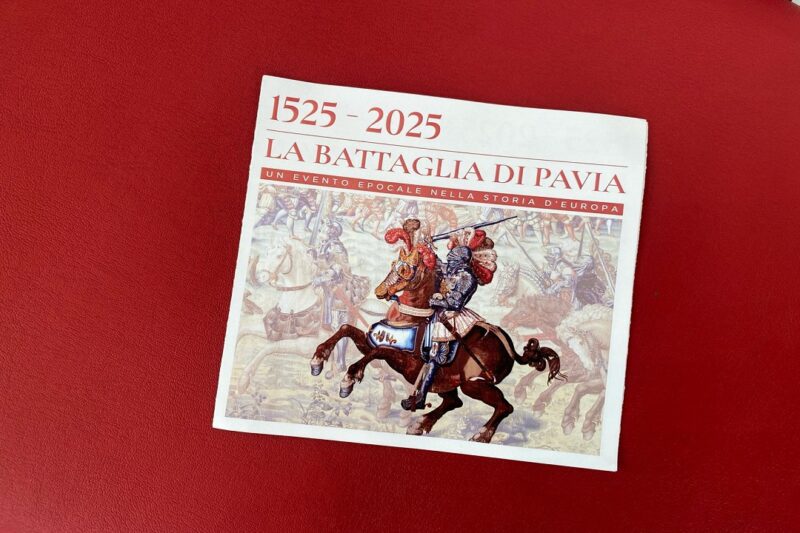 1525 - 2025
LA BATTAGLIA DI PAVIA
UN EVENTO EPOCALE NELLA STORIA D'EUROPA